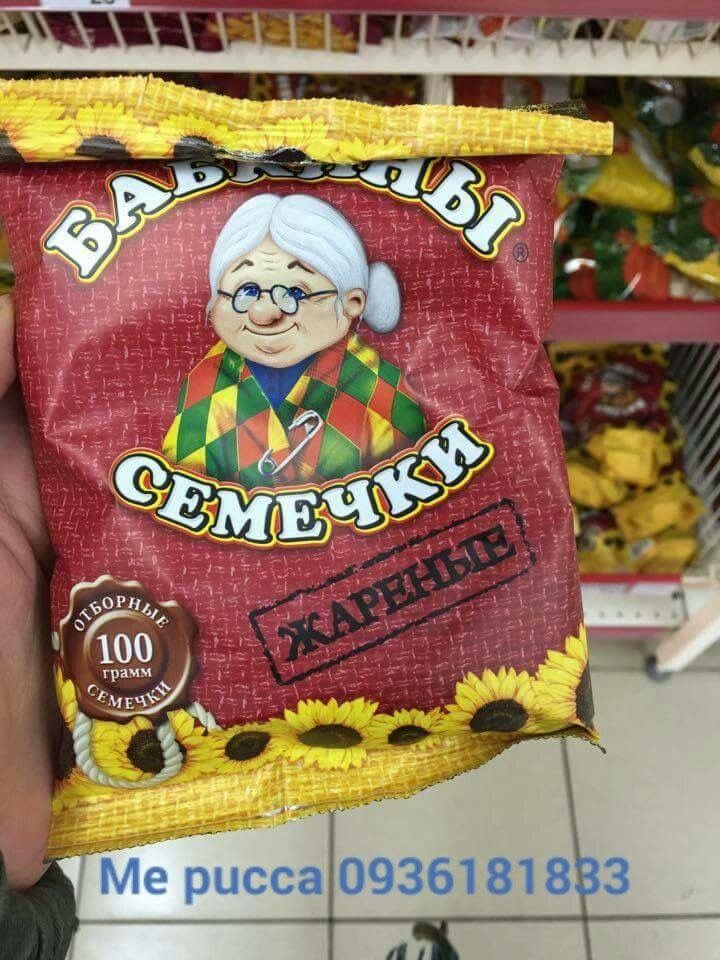 БАБКИНЫ
®
СЕМЕЧКИ
ЖАРЕНЫЕ
ОТБОРНЫЕ
100
грамм
СЕМЕЧКИ
Me pucca 0936181833